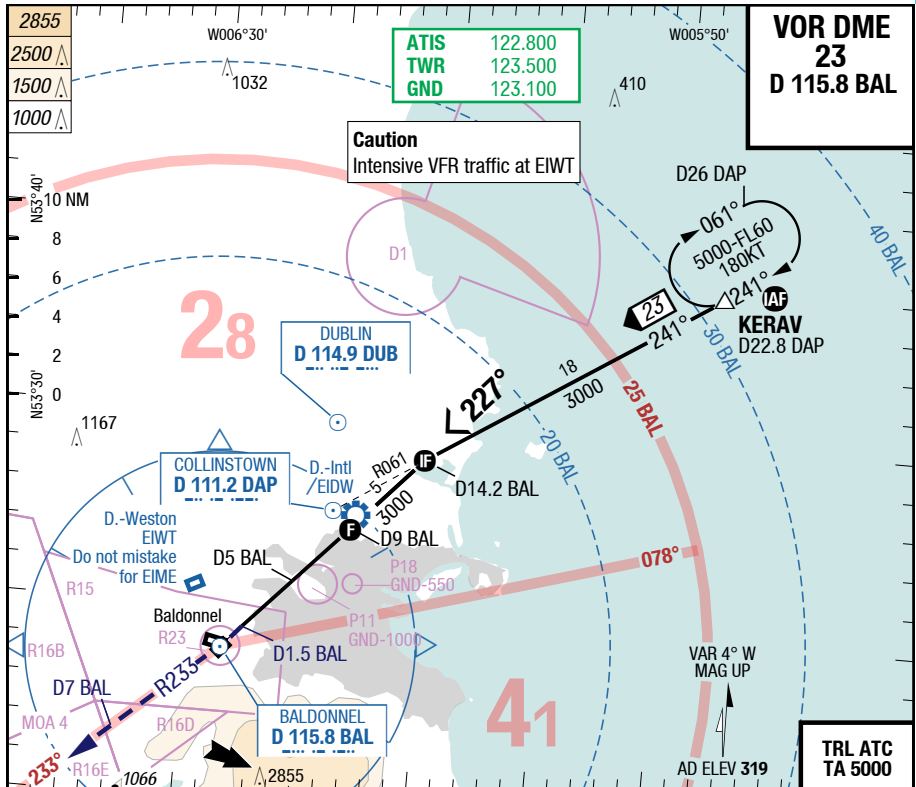 2855
2500
1500
1000
W006°30'
W005°50'
ATIS 122.800
TWR 123.500
GND 123.100
VOR DME
23
D 115.8 BAL
1032
410
Caution
Intensive VFR traffic at EIWT
N53°40'
10 NM
8
6
4
2
0
N53°30'
D26 DAP
061°
5000-FL60
180KT
241°
IAF
KERAV
D22.8 DAP
40 BAL
30 BAL
D1
28
23
241°
18
3000
25 BAL
20 BAL
DUBLIN
D 114.9 DUB
227°
1167
COLLINSTOWN
D 111.2 DAP
D.-Intl
/EIDW
R061
5
3000
IF
D14.2 BAL
D.-Weston
EIWT
Do not mistake
for EIME
F
D9 BAL
D5 BAL
P18
GND-550
078°
R15
Baldonnel
R23
P11
GND-1000
R16B
D1.5 BAL
R233
D7 BAL
VAR 4° W
MAG UP
MOA 4
R16D
BALDONNEL
D 115.8 BAL
41
233°
R16E
1066
2855
AD ELEV 319
TRL ATC
TA 5000